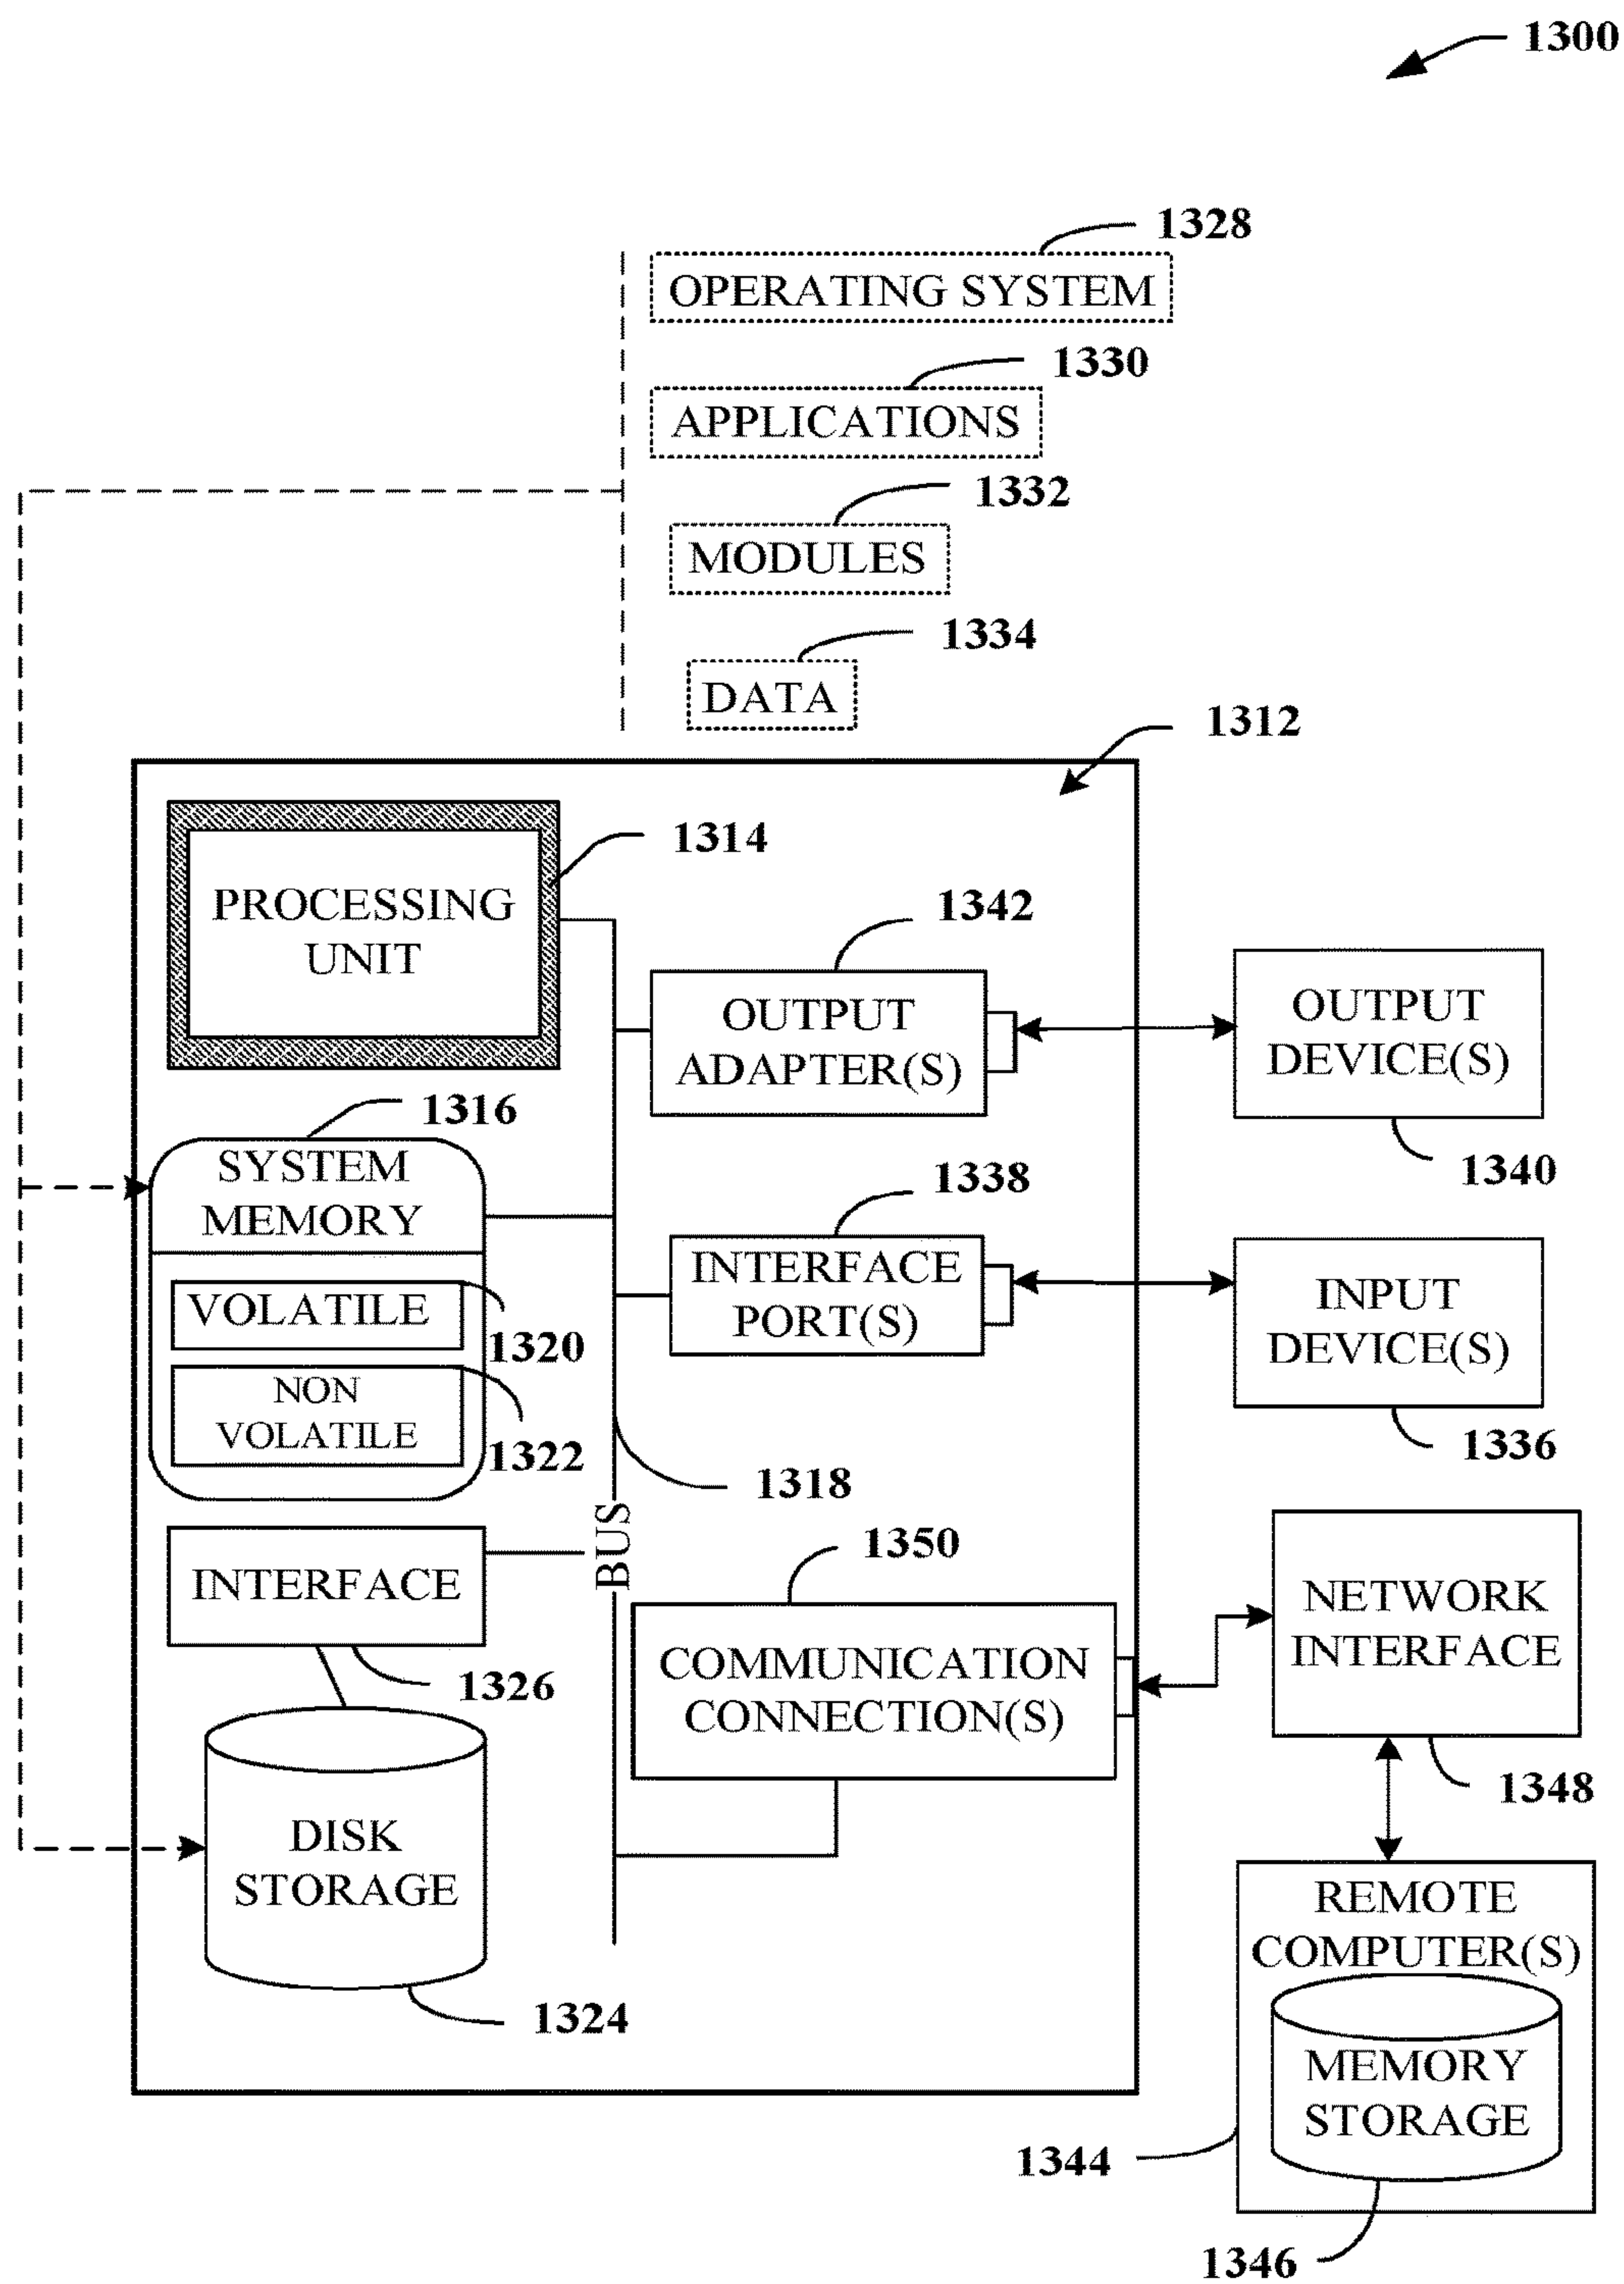 1300
1328
OPERATING SYSTEM
1330
APPLICATIONS
1332
MODULES
1334
DATA
1312
PROCESSING
UNIT
1314
1342
OUTPUT
ADAPTER(S)
OUTPUT
DEVICE(S)
1340
1316
SYSTEM
MEMORY
VOLATILE
1320
NON
VOLATILE
1322
1338
INTERFACE
PORT(S)
INPUT
DEVICE(S)
1336
1318
BUS
INTERFACE
1326
1350
COMMUNICATION
CONNECTION(S)
NETWORK
INTERFACE
1348
DISK
STORAGE
1324
REMOTE
COMPUTER(S)
MEMORY
STORAGE
1344
1346